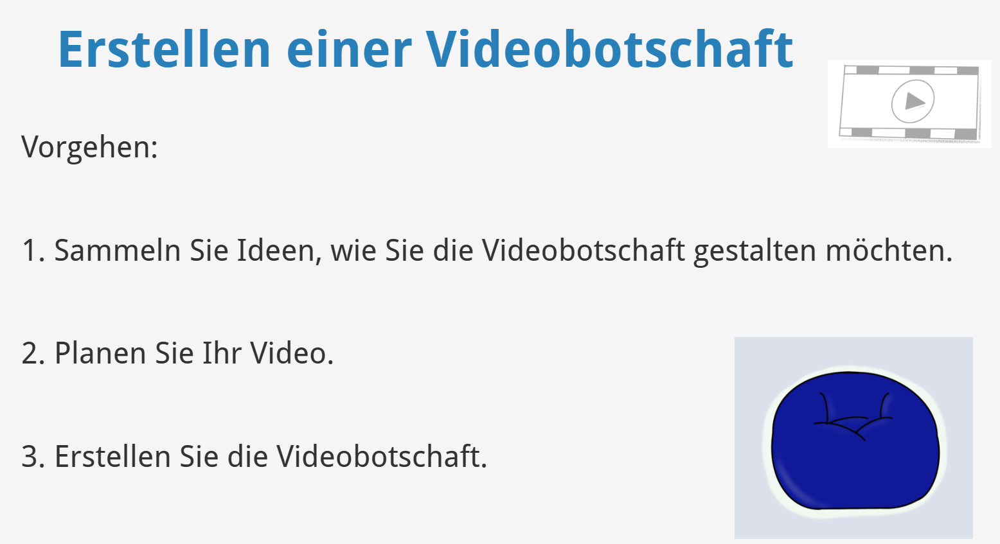 Erstellen einer Videobotschaft
Vorgehen:
1. Sammeln Sie Ideen, wie Sie die Videobotschaft gestalten möchten.
2. Planen Sie Ihr Video.
3. Erstellen Sie die Videobotschaft.